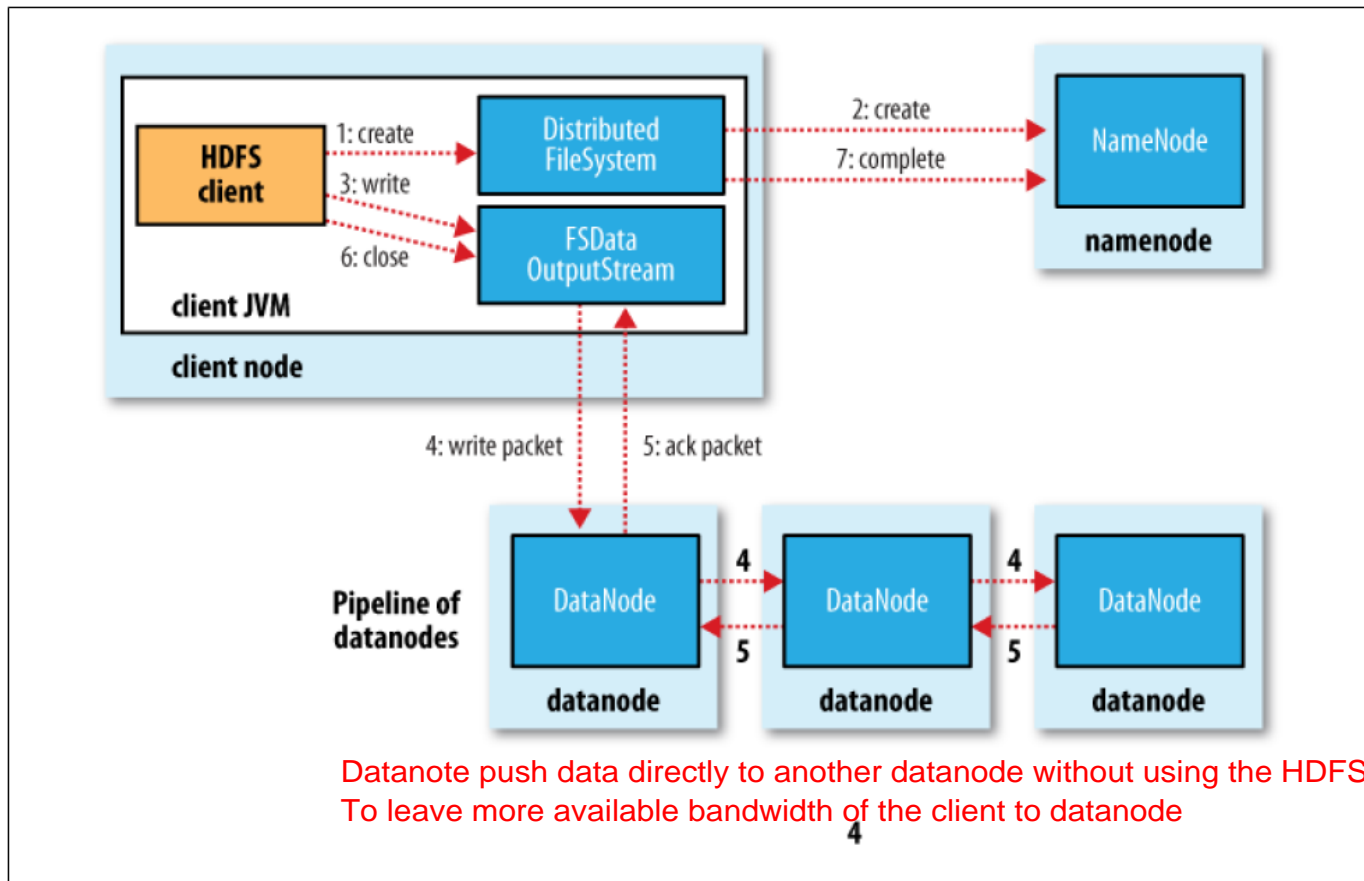 HDFS
client
1: create
3: write
6: close
Distributed
FileSystem
FSData
OutputStream
client JVM
client node
2: create
7: complete
NameNode
namenode
4: write packet
5: ack packet
Pipeline of
datanodes
DataNode
4
5
DataNode
4
5
DataNode
datanode
datanode
datanode
Datanote push data directly to another datanode without using the HDFS
To leave more available bandwidth of the client to datanode
4